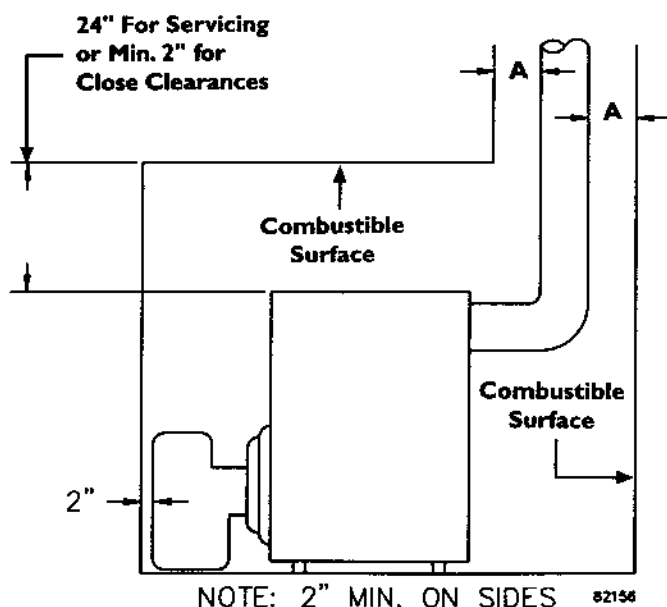 24" For Servicing
or Min. 2" for
Close Clearances
A
A
Combustible
Surface
Combustible
Surface
2"
NOTE: 2" MIN. ON SIDES
82156